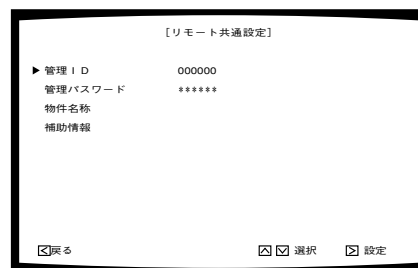 [リモート共通設定]
▶ 管理ID 000000
管理パスワード ******
物件名称
補助情報
<戻る ∧ ∨ 選択 > 設定